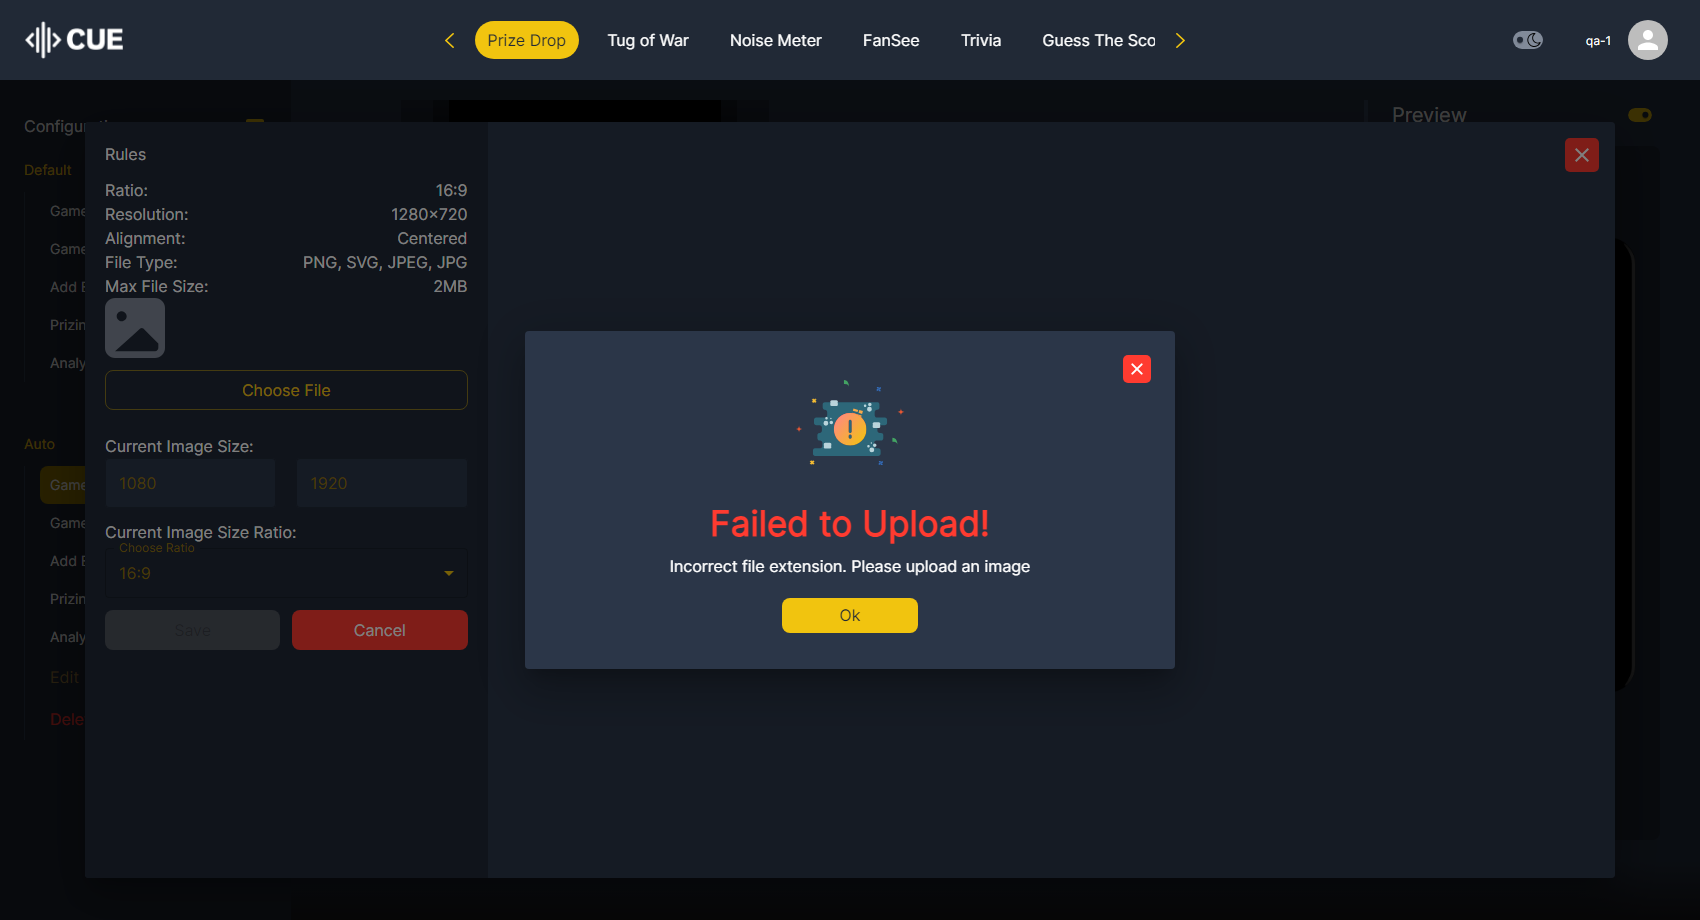 CUE
Prize Drop
Tug of War
Noise Meter
FanSee
Trivia
Guess The Sco
qa-1
Preview
Default
Game
Game
Add
Prizin
Analy
Auto
Game
Game
Add
Prizin
Analy
Edit
Dele
Rules
Ratio: 16:9
Resolution: 1280×720
Alignment: Centered
File Type: PNG, SVG, JPEG, JPG
Max File Size: 2MB
Choose File
Current Image Size:
1080 1920
Current Image Size Ratio:
Choose Ratio
16:9
Save Cancel
Failed to Upload!
Incorrect file extension. Please upload an image
Ok